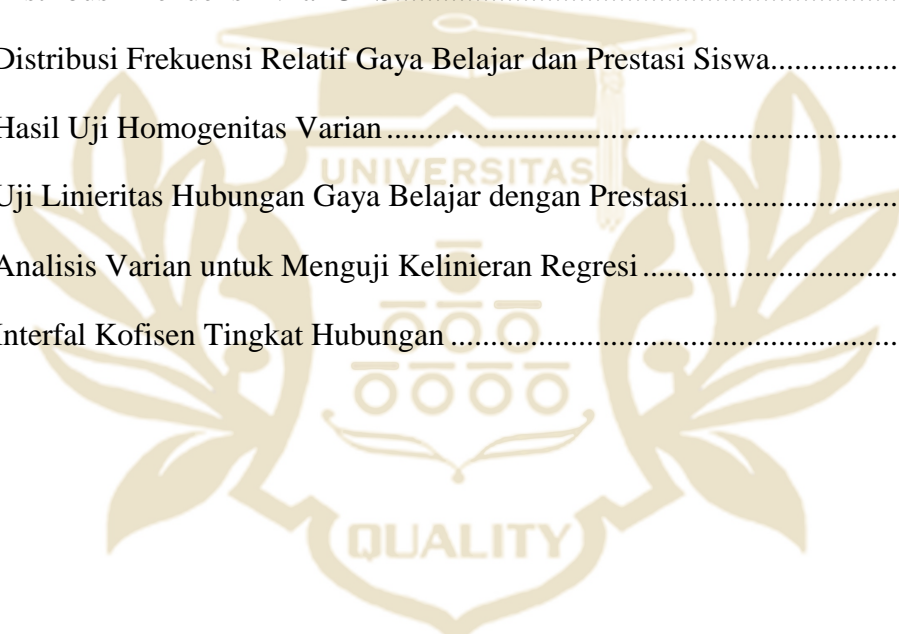 Distribusi Frekuensi Relatif Gaya Belajar dan Prestasi Siswa................
Hasil Uji Homogenitas Varian................................................................
Uji Linieritas Hubungan Gaya Belajar dengan Prestasi..........................
Analisis Varian untuk Menguji Kelinieran Regresi................................
Interfal Kofisen Tingkat Hubungan........................................................
UNIVERSITAS
QUALITY